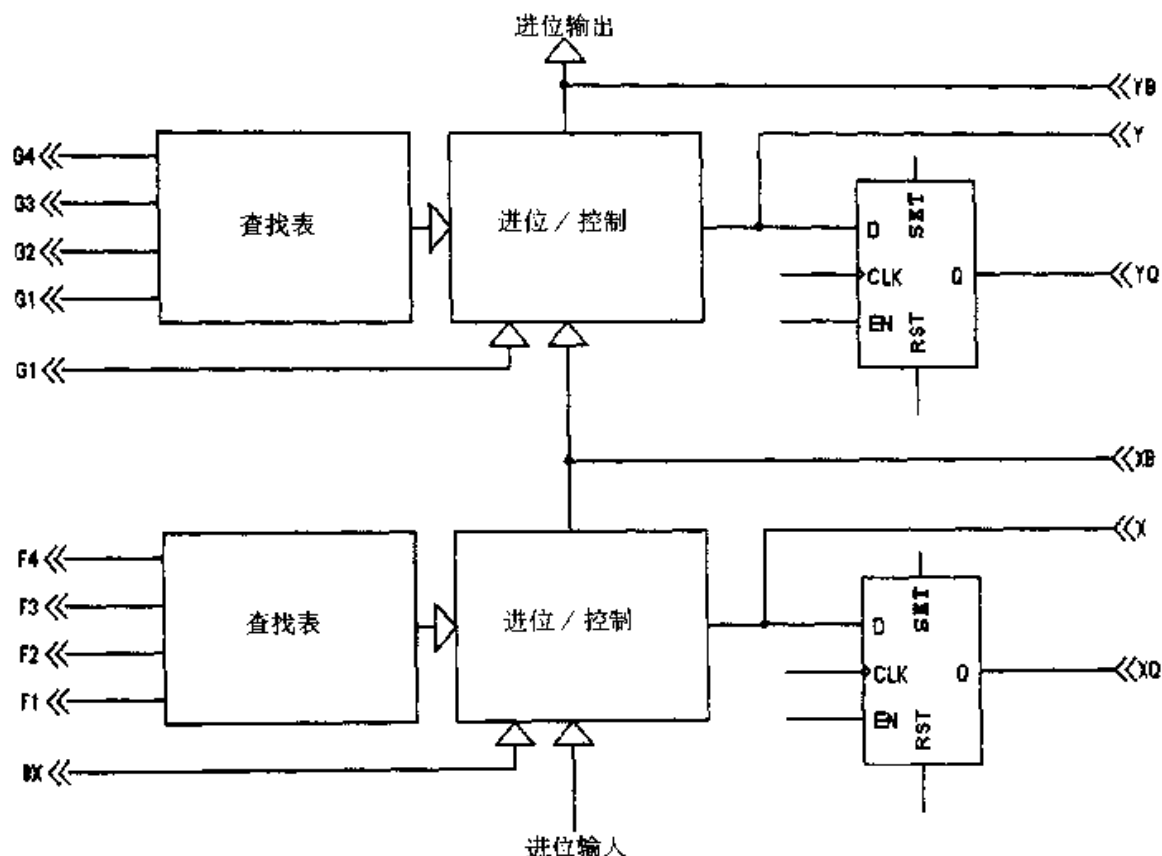 进位输出
YB
Y
G4
G3
G2
G1
查找表
进位／控制
D
SET
CLK
Q
EN
RST
YQ
G1
XB
X
F4
F3
F2
F1
查找表
进位／控制
D
SET
CLK
Q
EN
RST
XQ
BX
进位输入